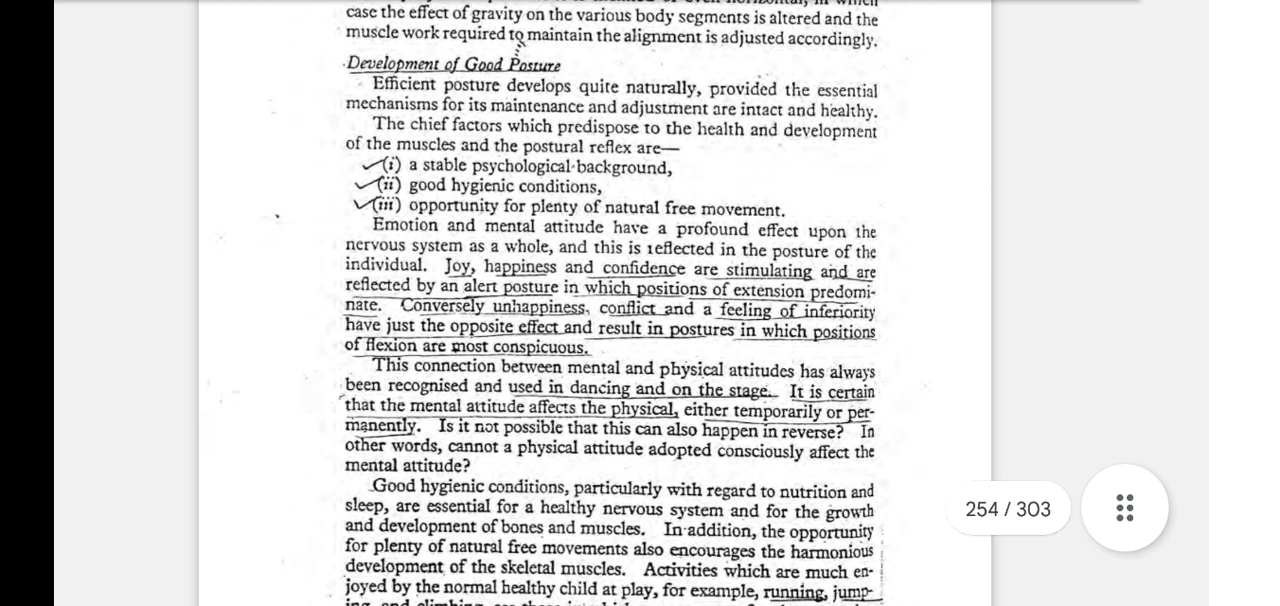 case the effect of gravity on the various body segments is altered and the
muscle work required to maintain the alignment is adjusted accordingly.
Development of Good Posture
Efficient posture develops quite naturally, provided the essential
mechanisms for its maintenance and adjustment are intact and healthy.
The chief factors which predispose to the health and development
of the muscles and the postural reflex are—
(i) a stable psychological background,
(ii) good hygienic conditions,
(iii) opportunity for plenty of natural free movement.
Emotion and mental attitude have a profound effect upon the
nervous system as a whole, and this is reflected in the posture of the
individual. Joy, happiness and confidence are stimulating and are
reflected by an alert posture in which positions of extension predomi-
nate. Conversely unhappiness, conflict and a feeling of inferiority
have just the opposite effect and result in postures in which positions
of flexion are most conspicuous.
This connection between mental and physical attitudes has always
been recognised and used in dancing and on the stage. It is certain
that the mental attitude affects the physical, either temporarily or per-
manently. Is it not possible that this can also happen in reverse? In
other words, cannot a physical attitude adopted consciously affect the
mental attitude?
Good hygienic conditions, particularly with regard to nutrition and
sleep, are essential for a healthy nervous system and for the growth
and development of bones and muscles. In addition, the opportunity
for plenty of natural free movements also encourages the harmonious
development of the skeletal muscles. Activities which are much en-
joyed by the normal healthy child at play, for example, running, jump-
254 / 303